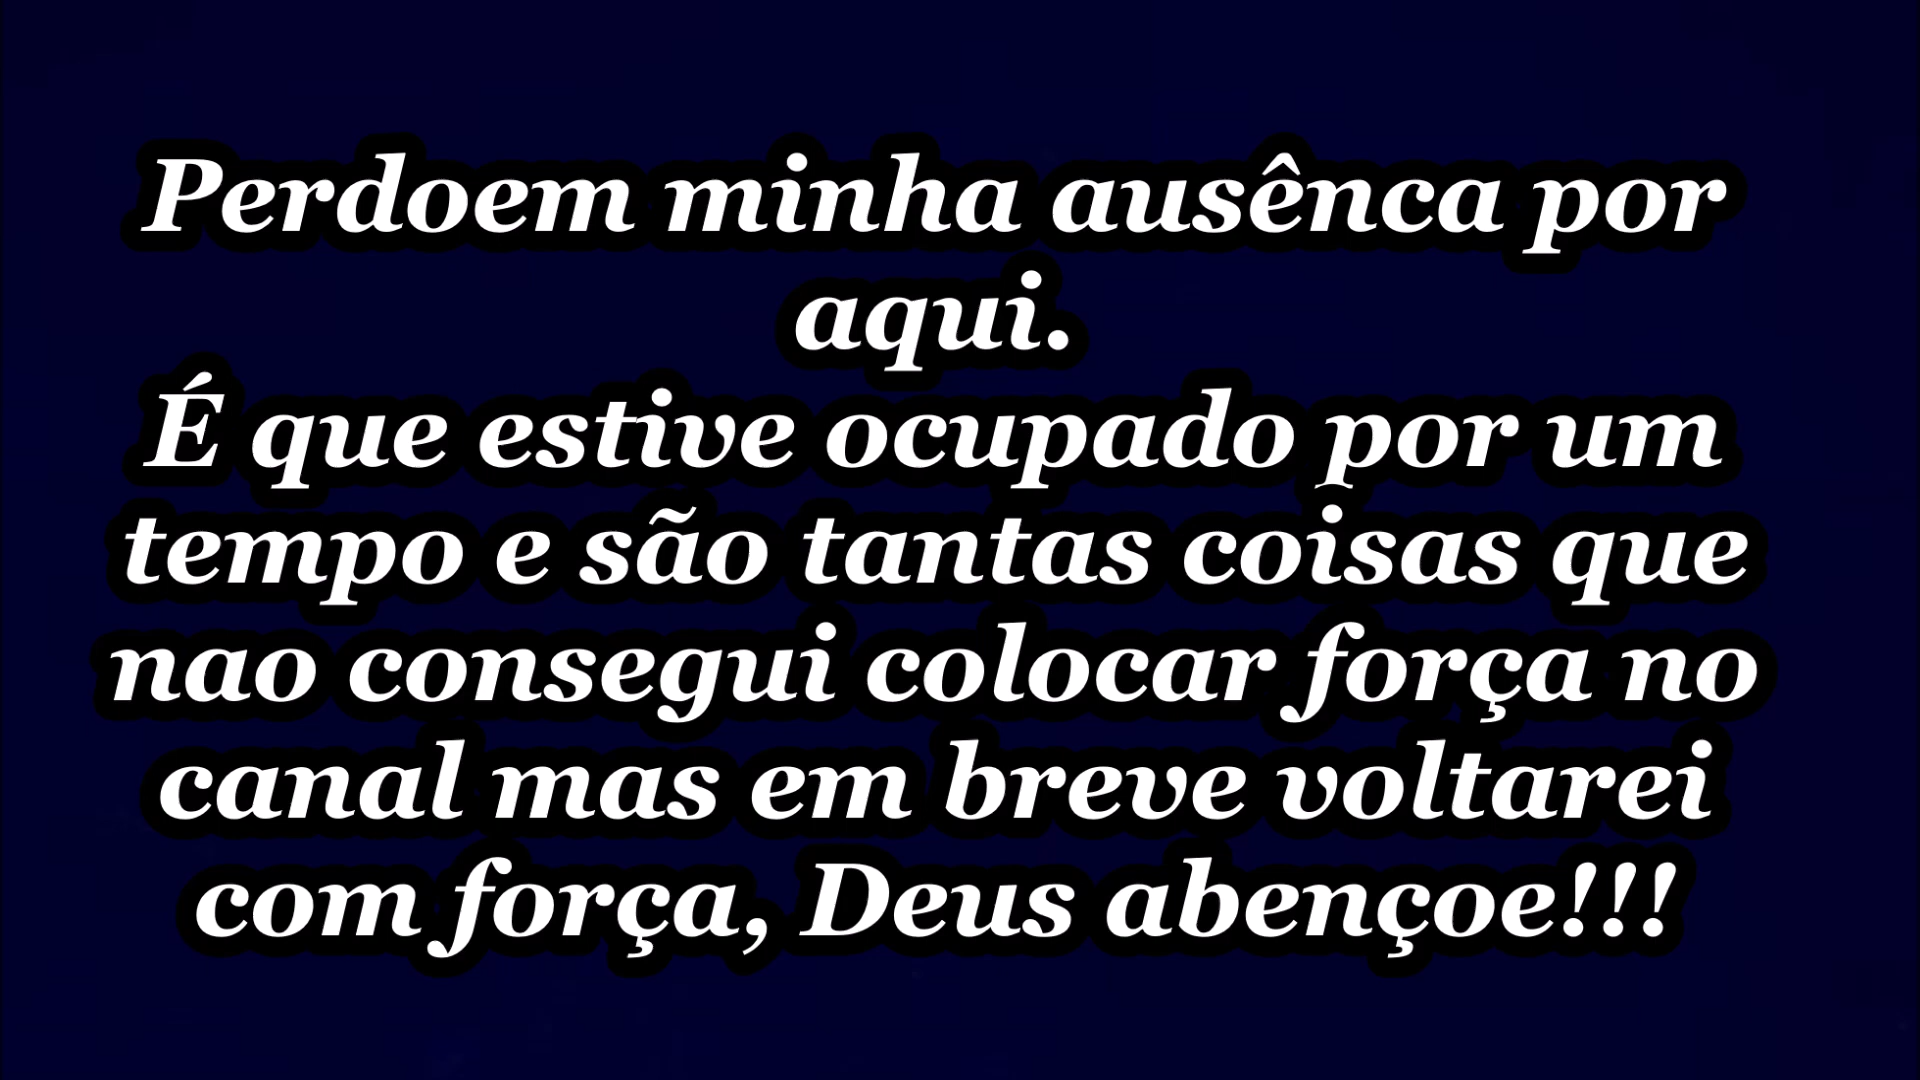 Perdoem minha ausênca por
aqui.
É que estive ocupado por um
tempo e são tantas coisas que
nao consegui colocar força no
canal mas em breve voltarei
com força, Deus abençoe!!!